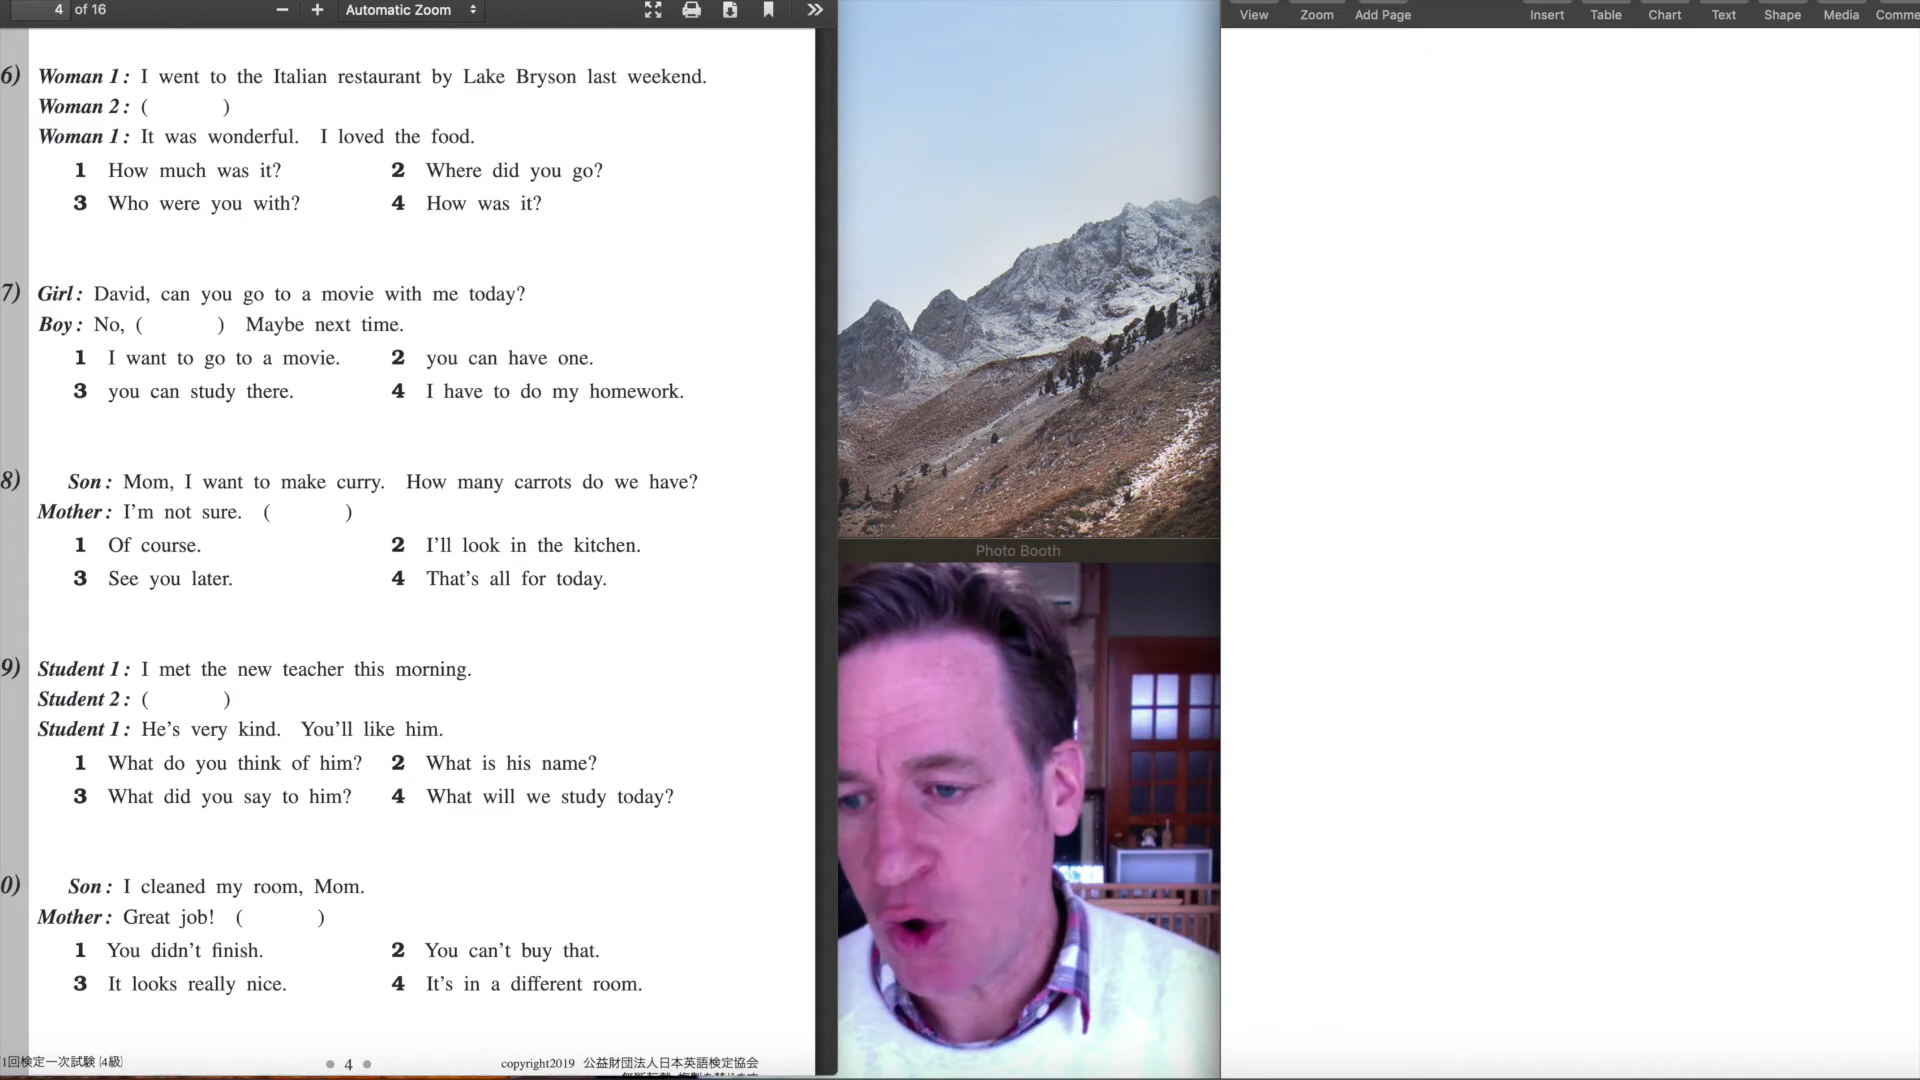 4 of 16
Automatic Zoom
View Zoom Add Page Insert Table Chart Text Shape Media Comme
6) Woman 1 : I went to the Italian restaurant by Lake Bryson last weekend.
Woman 2 : ( )
Woman 1 : It was wonderful. I loved the food.
1 How much was it? 2 Where did you go?
3 Who were you with? 4 How was it?
7) Girl : David, can you go to a movie with me today?
Boy : No, ( ) Maybe next time.
1 I want to go to a movie. 2 you can have one.
3 you can study there. 4 I have to do my homework.
8) Son : Mom, I want to make curry. How many carrots do we have?
Mother : I'm not sure. ( )
1 Of course. 2 I'll look in the kitchen.
3 See you later. 4 That's all for today.
9) Student 1 : I met the new teacher this morning.
Student 2 : ( )
Student 1 : He's very kind. You'll like him.
1 What do you think of him? 2 What is his name?
3 What did you say to him? 4 What will we study today?
0) Son : I cleaned my room, Mom.
Mother : Great job! ( )
1 You didn't finish. 2 You can't buy that.
3 It looks really nice. 4 It's in a different room.
1回検定一次試験 (4級)
4
copyright2019 公益財団法人日本英語検定協会
Photo Booth